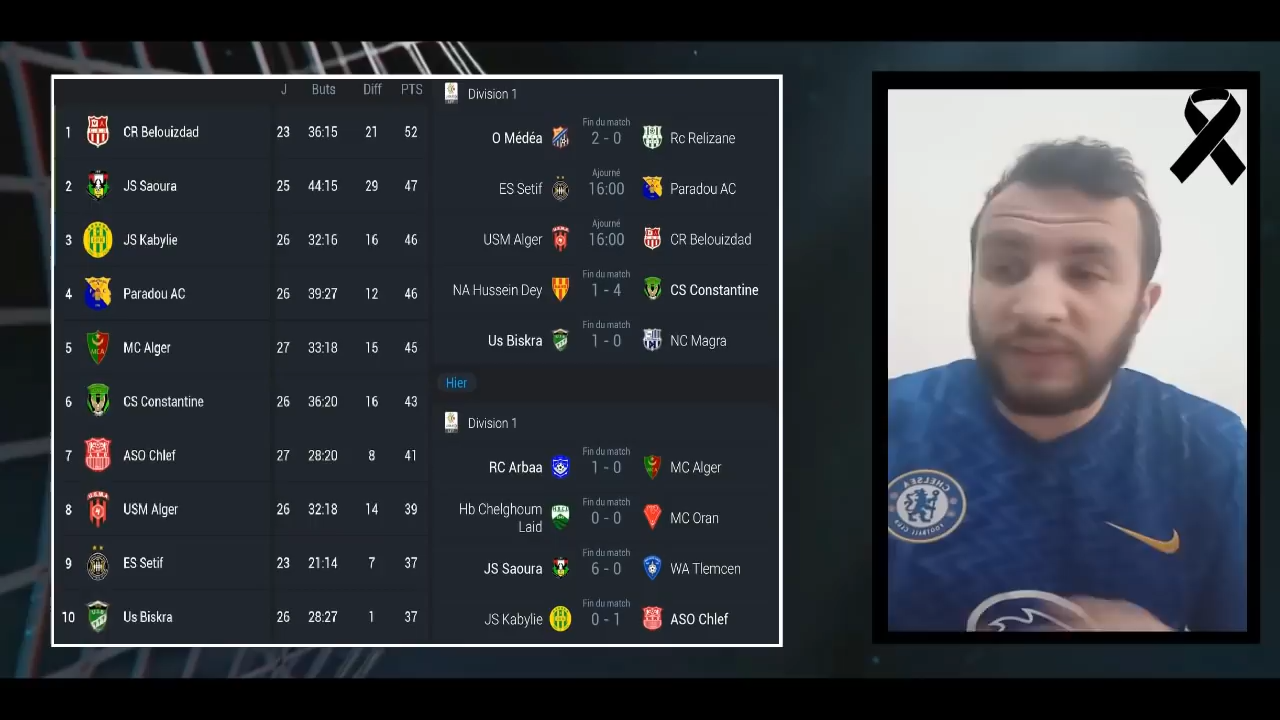 J Buts Diff PTS
1 CR Belouizdad 23 36:15 21 52
2 JS Saoura 25 44:15 29 47
3 JS Kabylie 26 32:16 16 46
4 Paradou AC 26 39:27 12 46
5 MC Alger 27 33:18 15 45
6 CS Constantine 26 36:20 16 43
7 ASO Chlef 27 28:20 8 41
8 USM Alger 26 32:18 14 39
9 ES Setif 23 21:14 7 37
10 Us Biskra 26 28:27 1 37
Division 1
Fin du match
O Médéa 2 - 0 Rc Relizane
Ajourné
ES Setif 16:00 Paradou AC
Ajourné
USM Alger 16:00 CR Belouizdad
Fin du match
NA Hussein Dey 1 - 4 CS Constantine
Fin du match
Us Biskra 1 - 0 NC Magra
Hier
Division 1
Fin du match
RC Arbaa 1 - 0 MC Alger
Fin du match
Hb Chelghoum
Laid 0 - 0 MC Oran
Fin du match
JS Saoura 6 - 0 WA Tlemcen
Fin du match
JS Kabylie 0 - 1 ASO Chlef
CHELSEA
FOOTBALL CLUB